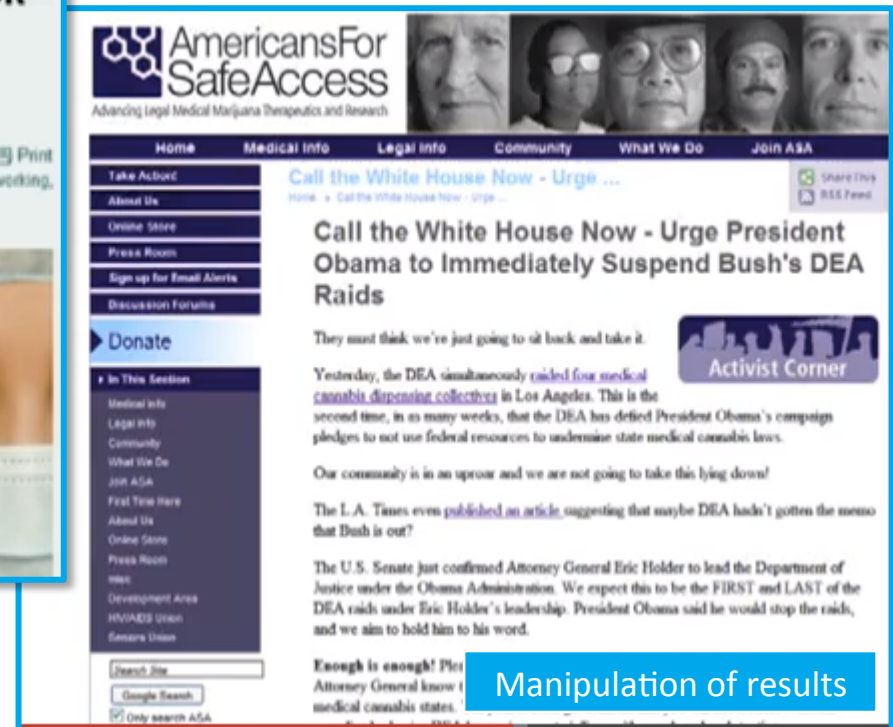 Print
working,
AmericansFor
SafeAccess
Advancing Legal Medical Marijuana Therapeutics and Research
Home Medical Info Legal Info Community What We Do Join ASA
Take Action!
About Us
Online Store
Press Room
Sign up for Email Alerts
Discussion Forums
Donate
In This Section
Medical Info
Legal Info
Community
What We Do
Join ASA
First Time Here
About Us
Online Store
Press Room
misc
Development Area
HIV/AIDS Union
Seniors Union
Search Site
Google Search
Only search ASA
Call the White House Now - Urge ...
Home » Call the White House Now - Urge ...
Share This
RSS Feed
Call the White House Now - Urge President
Obama to Immediately Suspend Bush's DEA
Raids
They must think we're just going to sit back and take it.
Activist Corner
Yesterday, the DEA simultaneously raided four medical
cannabis dispensing collectives in Los Angeles. This is the
second time, in as many weeks, that the DEA has defied President Obama's campaign
pledges to not use federal resources to undermine state medical cannabis laws.
Our community is in an uproar and we are not going to take this lying down!
The L.A. Times even published an article suggesting that maybe DEA hadn't gotten the memo
that Bush is out?
The U.S. Senate just confirmed Attorney General Eric Holder to lead the Department of
Justice under the Obama Administration. We expect this to be the FIRST and LAST of the
DEA raids under Eric Holder's leadership. President Obama said he would stop the raids,
and we aim to hold him to his word.
Enough is enough!
Attorney General know
medical cannabis states.
Manipulation of results